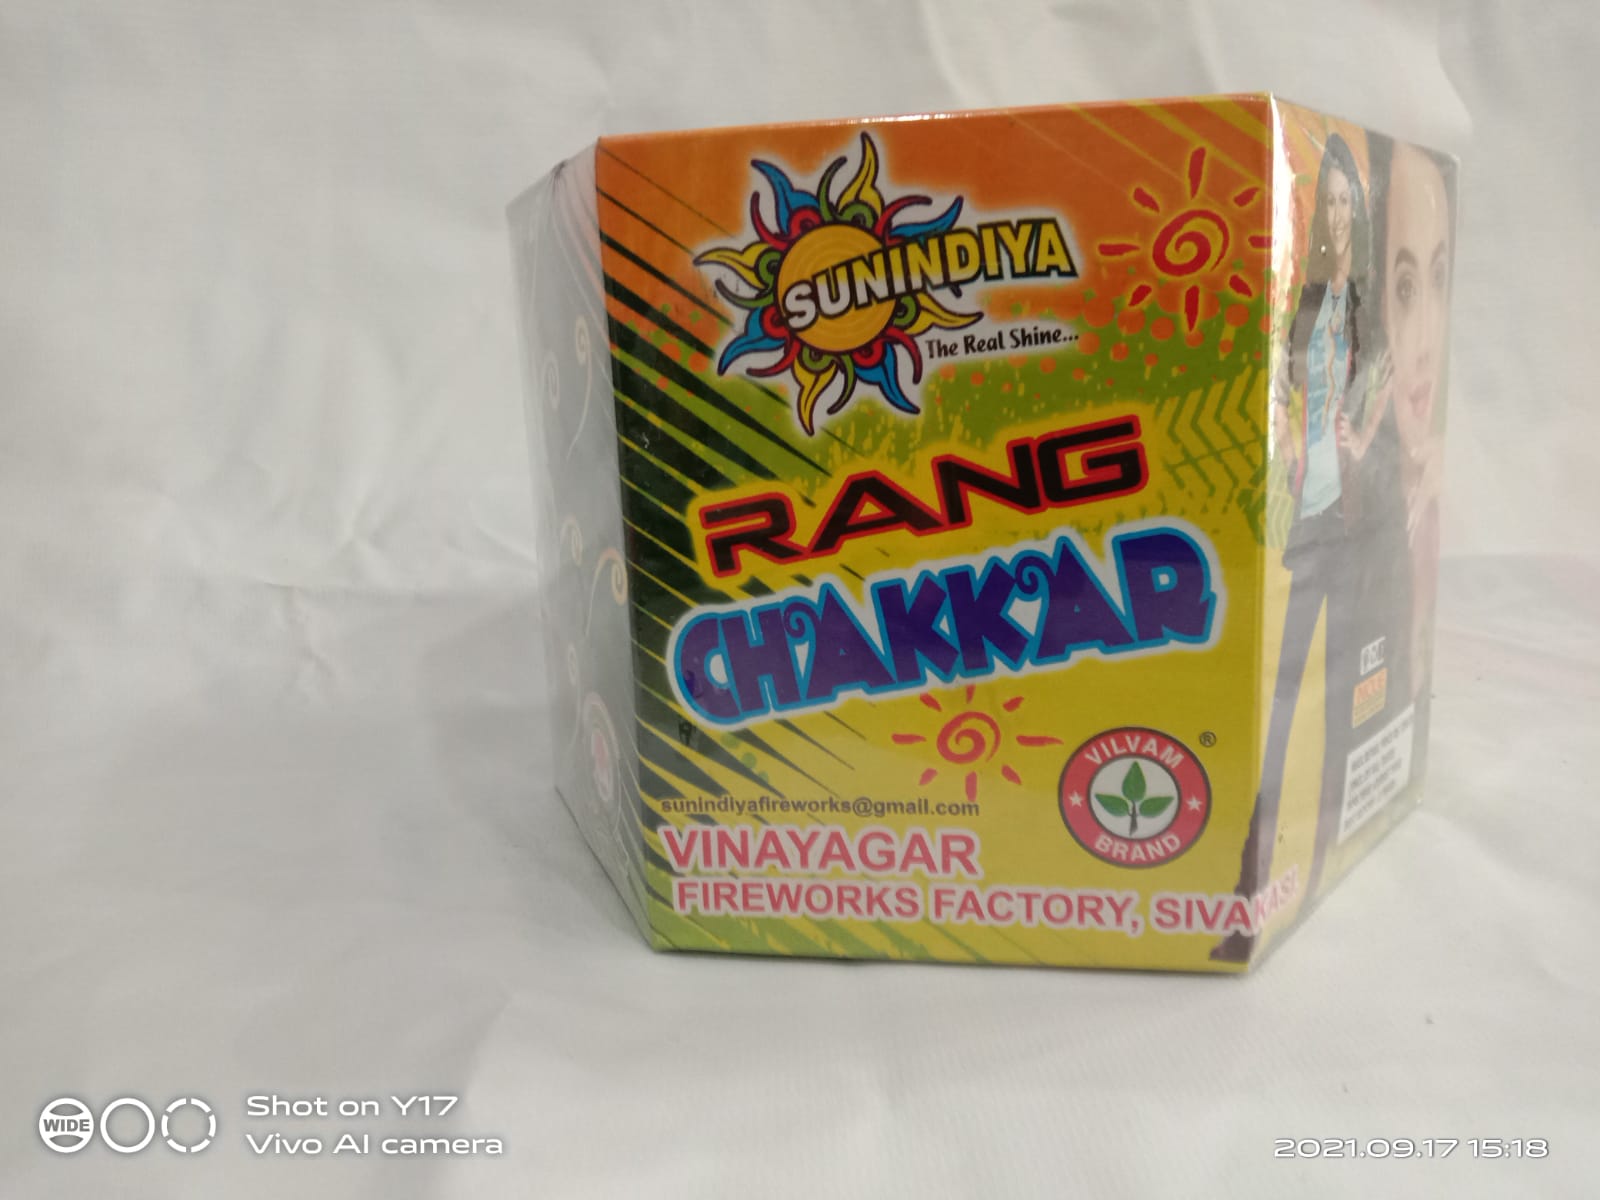 SUNINDIYA
The Real Shine...
RANG
CHAKKAR
VILVAM
BRAND
®
sunindiyafireworks@gmail.com
VINAYAGAR
FIREWORKS FACTORY, SIVAKASI
WIDE
Shot on Y17
Vivo AI camera
2021.09.17 15:18